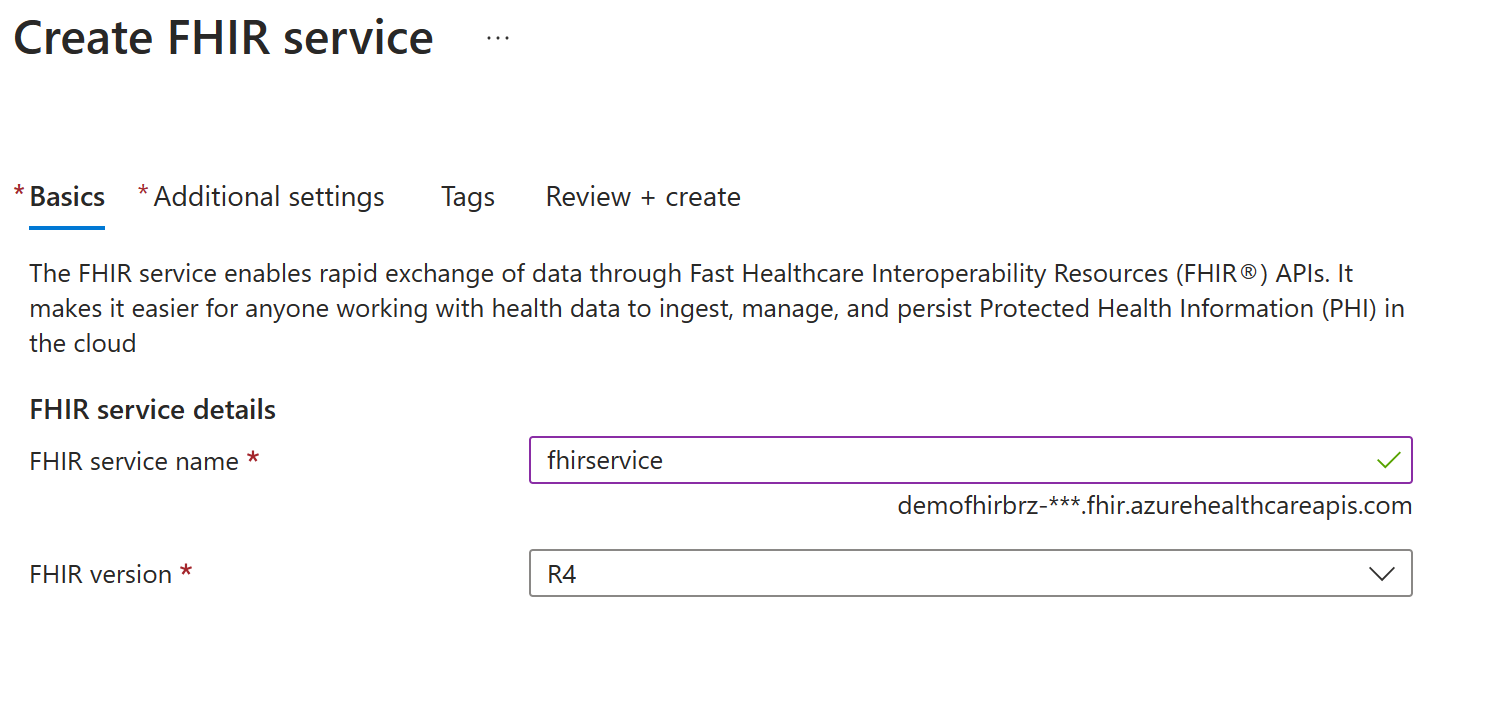 Create FHIR service ...
* Basics * Additional settings Tags Review + create
The FHIR service enables rapid exchange of data through Fast Healthcare Interoperability Resources (FHIR®) APIs. It
makes it easier for anyone working with health data to ingest, manage, and persist Protected Health Information (PHI) in
the cloud
FHIR service details
FHIR service name * fhirservice
demofhirbrz-***.fhir.azurehealthcareapis.com
FHIR version * R4